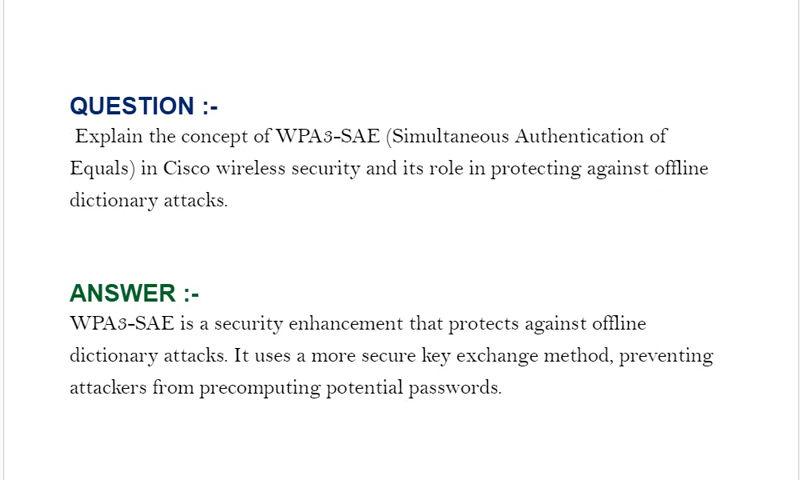 QUESTION :-
Explain the concept of WPA3-SAE (Simultaneous Authentication of
Equals) in Cisco wireless security and its role in protecting against offline
dictionary attacks.
ANSWER :-
WPA3-SAE is a security enhancement that protects against offline
dictionary attacks. It uses a more secure key exchange method, preventing
attackers from precomputing potential passwords.